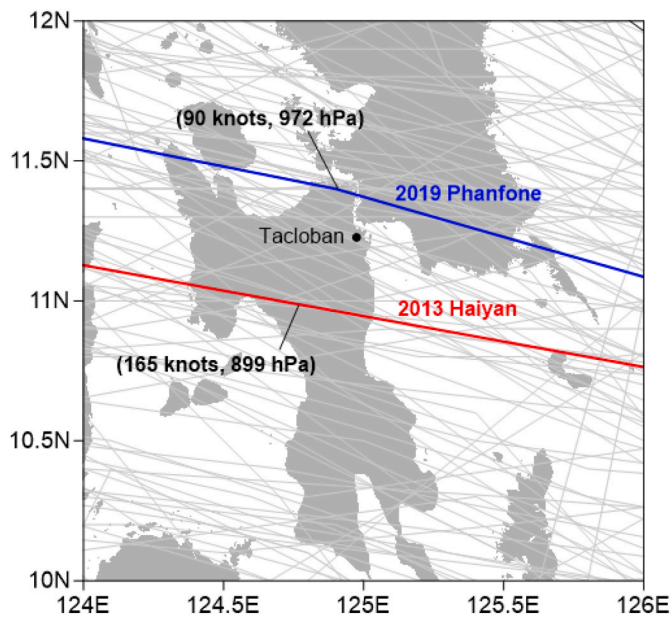 12N
(90 knots, 972 hPa)
11.5N
2019 Phanfone
Tacloban
11N
2013 Haiyan
(165 knots, 899 hPa)
10.5N
10N
124E 124.5E 125E 125.5E 126E